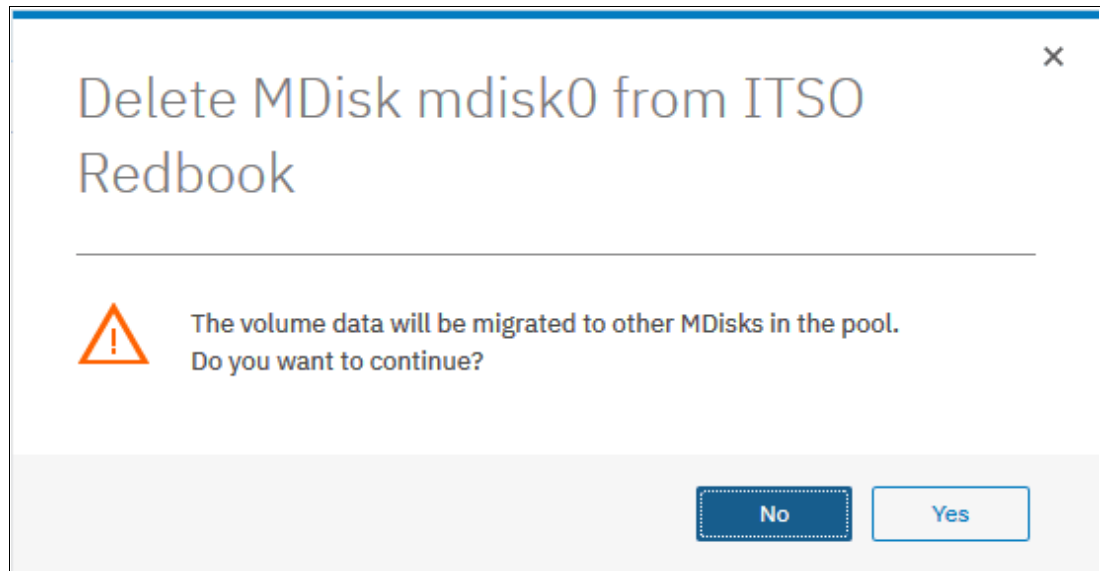 Delete MDisk mdisk0 from ITSO
Redbook
The volume data will be migrated to other MDisks in the pool.
Do you want to continue?
No
Yes